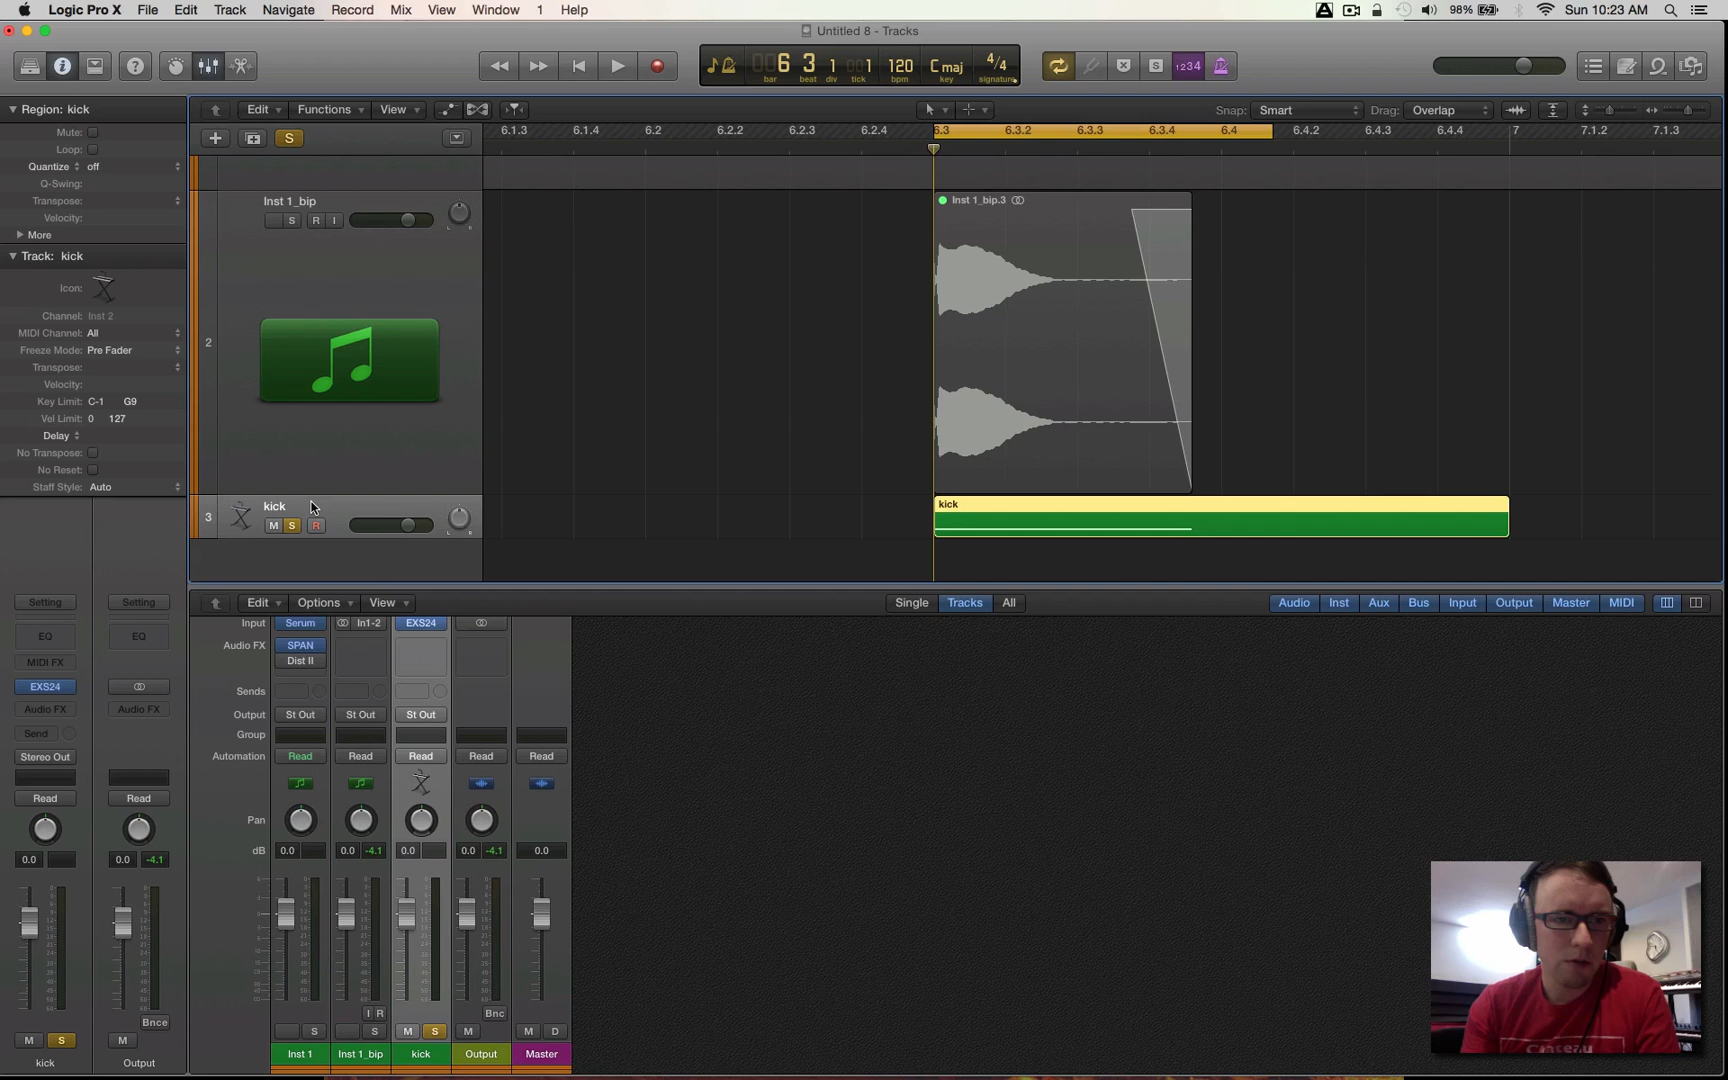 Logic Pro X File Edit Track Navigate Record Mix View Window 1 Help
98% Sun 10:23 AM
Untitled 8 - Tracks
6 3 1 1 120 C maj 4/4
bar beat div tick bpm key signature
1234
Region: kick
Mute:
Loop:
Quantize off
Q-Swing:
Transpose:
Velocity:
More
Track: kick
Icon:
Channel: Inst 2
MIDI Channel: All
Freeze Mode: Pre Fader
Transpose:
Velocity:
Key Limit: C-1 G9
Vel Limit: 0 127
Delay
No Transpose:
No Reset:
Staff Style: Auto
Edit Functions View
Snap: Smart Drag: Overlap
S
6.1.3 6.1.4 6.2 6.2.2 6.2.3 6.2.4 6.3 6.3.2 6.3.3 6.3.4 6.4 6.4.2 6.4.3 6.4.4 7 7.1.2 7.1.3
2
Inst 1_bip
S R I
L R
Inst 1_bip.3
3
kick
M S R
L R
kick
Edit Options View Single Tracks All Audio Inst Aux Bus Input Output Master MIDI
Setting Setting
EQ EQ
MIDI FX
EXS24
Audio FX Audio FX
Send
Stereo Out
Read Read
0.0 0.0 -4.1
Bnce
M S M
kick Output
Input Serum In1-2 EXS24
Audio FX SPAN
Dist II
Sends
Output St Out St Out St Out
Group
Automation Read Read Read Read Read
Pan
dB 0.0 0.0 -4.1 0.0 0.0 -4.1 0.0
I R Bnc
S S M S M M D
Inst 1 Inst 1_bip kick Output Master